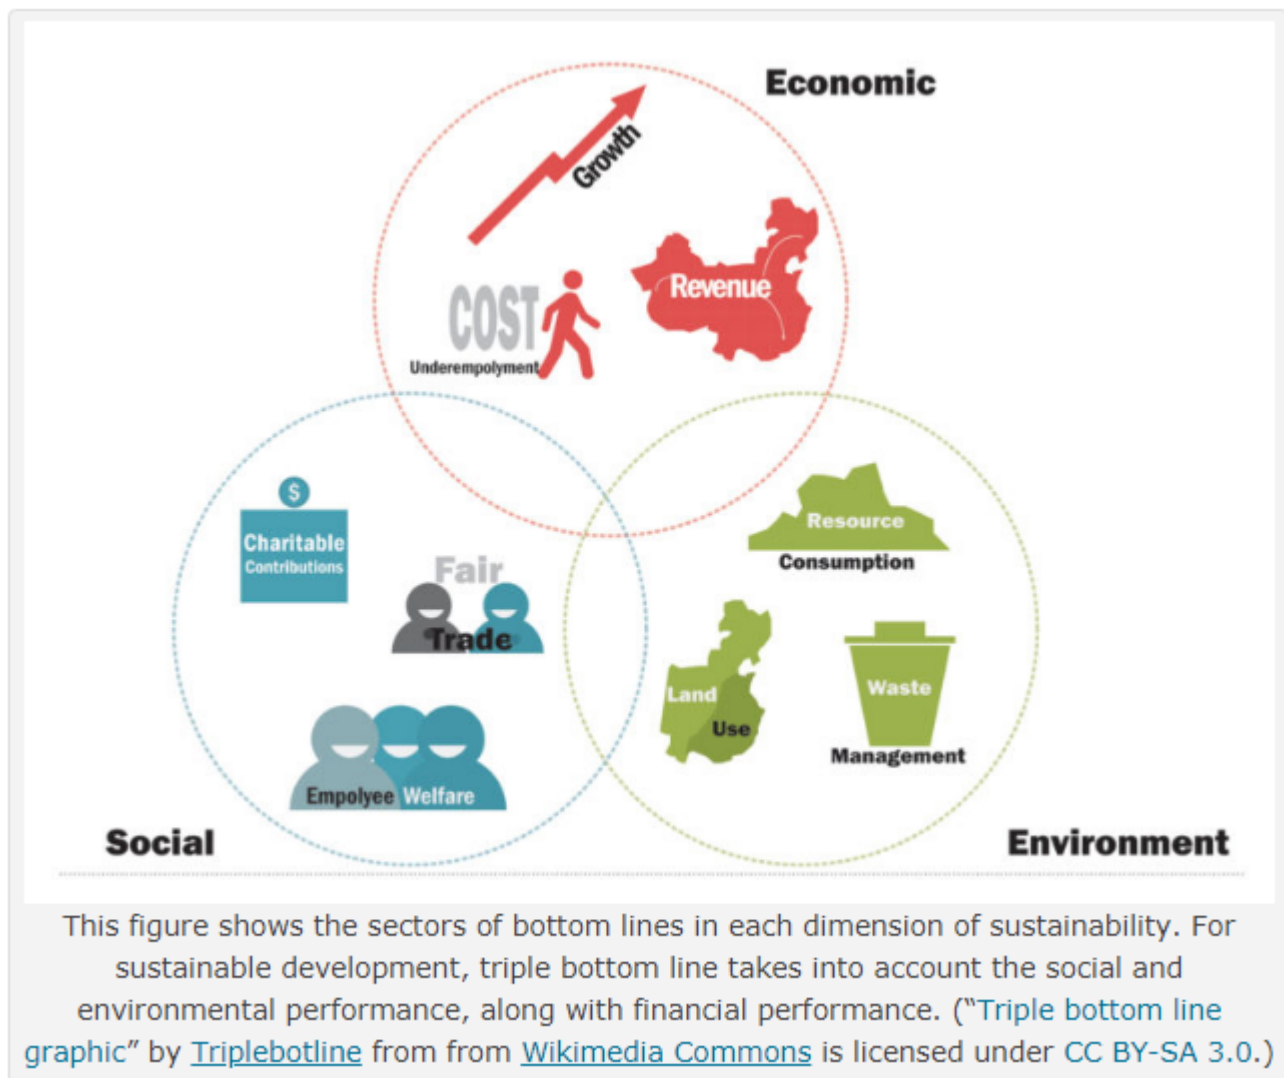 Economic
Growth
Revenue
COST
Underempolyment
$
Charitable
Contributions
Fair
Trade
Empolyee Welfare
Social
Resource
Consumption
Land
Use
Waste
Management
Environment
This figure shows the sectors of bottom lines in each dimension of sustainability. For
sustainable development, triple bottom line takes into account the social and
environmental performance, along with financial performance. (“Triple bottom line
graphic” by Triplebotline from from Wikimedia Commons is licensed under CC BY-SA 3.0.)